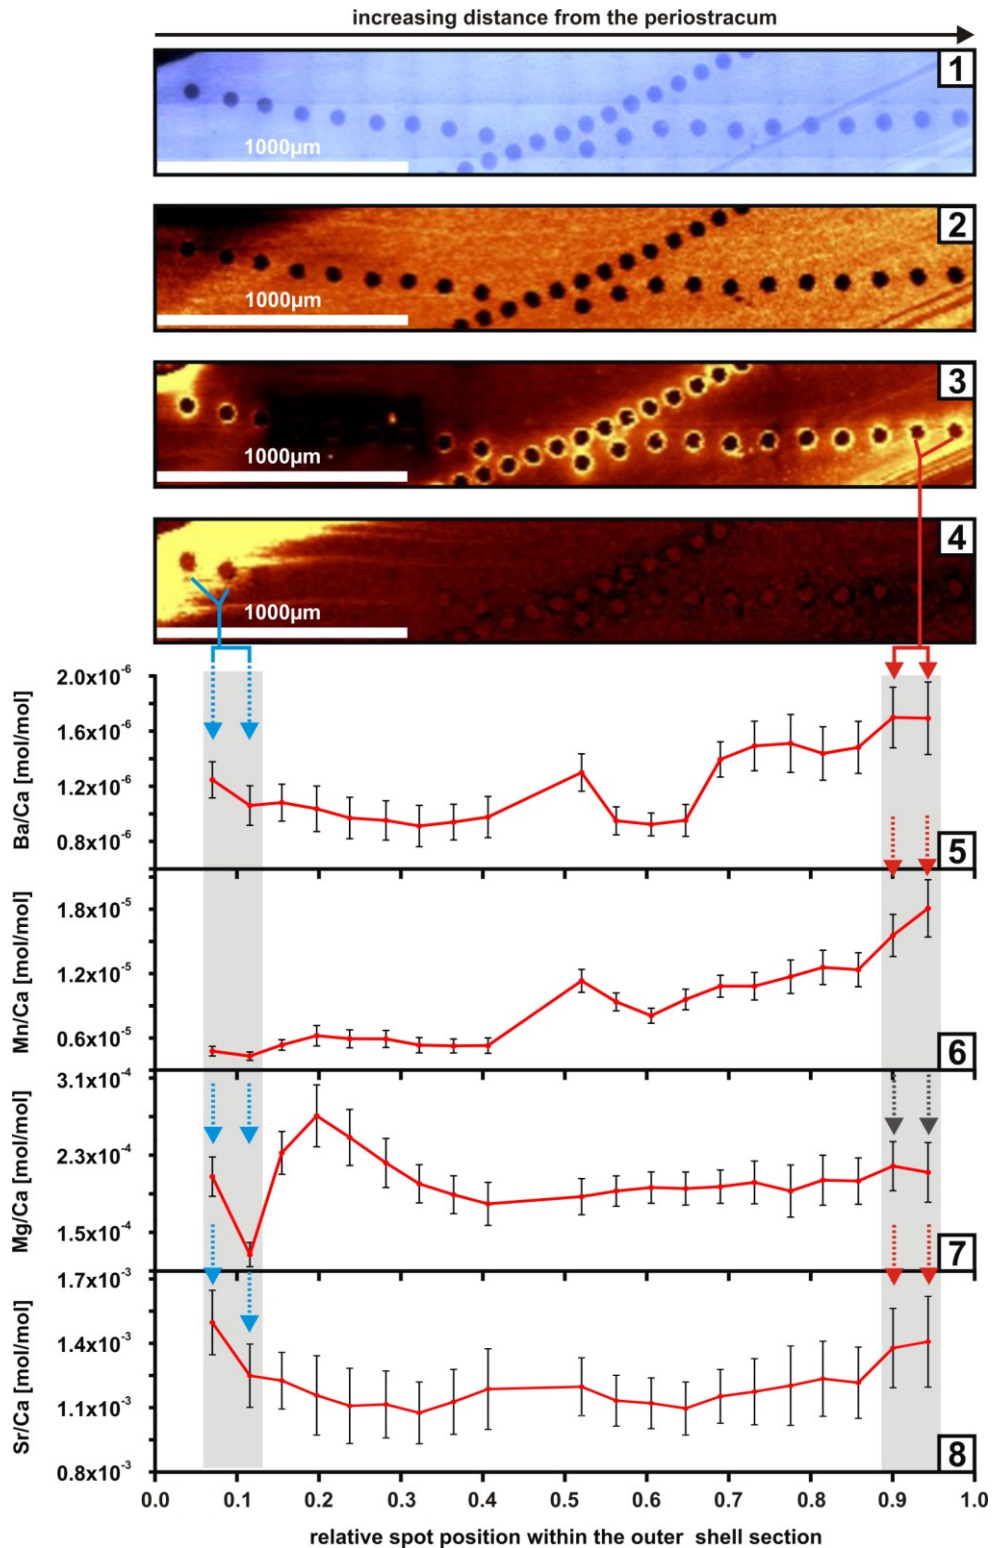 increasing distance from the periostracum
1
1000µm
2
1000µm
3
1000µm
4
1000µm
Ba/Ca [mol/mol]
2.0x10⁻⁶
1.6x10⁻⁶
1.2x10⁻⁶
0.8x10⁻⁶
5
Mn/Ca [mol/mol]
1.8x10⁻⁵
1.2x10⁻⁵
0.6x10⁻⁵
6
Mg/Ca [mol/mol]
3.1x10⁻⁴
2.3x10⁻⁴
1.5x10⁻⁴
7
Sr/Ca [mol/mol]
1.7x10⁻³
1.4x10⁻³
1.1x10⁻³
0.8x10⁻³
8
0.0 0.1 0.2 0.3 0.4 0.5 0.6 0.7 0.8 0.9 1.0
relative spot position within the outer shell section